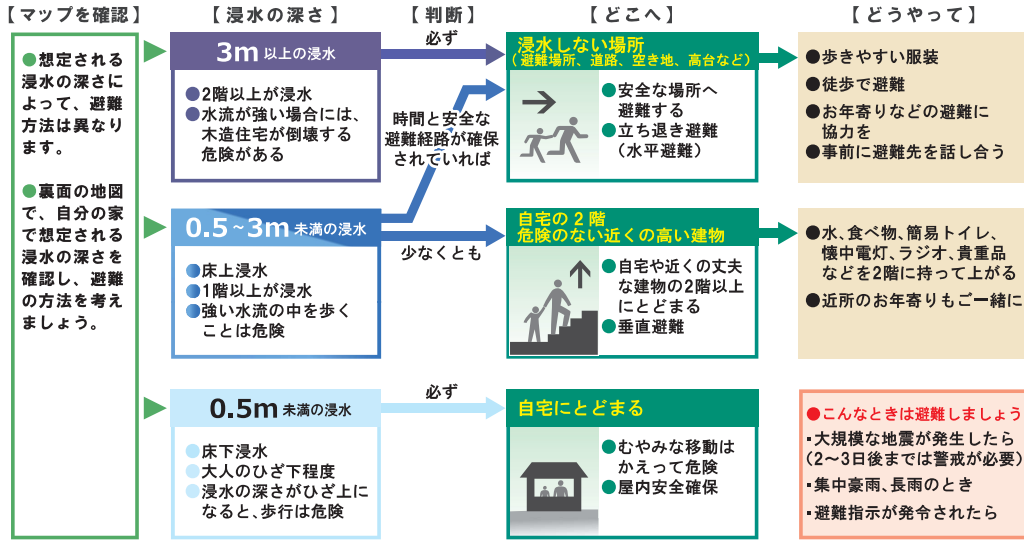 【マップを確認】
【浸水の深さ】
【判断】
【どこへ】
【どうやって】
●想定される
浸水の深さに
よって、避難
方法は異なり
ます。
●裏面の地図
で、自分の家
で想定される
浸水の深さを
確認し、避難
の方法を考え
ましょう。
3m以上の浸水
●2階以上が浸水
●水流が強い場合には、
木造住宅が倒壊する
危険がある
必ず
時間と安全な
避難経路が確保
されていれば
浸水しない場所
（避難場所、道路、空き地、高台など）
●安全な場所へ
避難する
●立ち退き避難
（水平避難）
●歩きやすい服装
●徒歩で避難
●お年寄りなどの避難に
協力を
●事前に避難先を話し合う
0.5～3m未満の浸水
●床上浸水
●1階以上が浸水
●強い水流の中を歩く
ことは危険
少なくとも
自宅の2階
危険のない近くの高い建物
●自宅や近くの丈夫
な建物の2階以上
にとどまる
●垂直避難
●水、食べ物、簡易トイレ、
懐中電灯、ラジオ、貴重品
などを2階に持って上がる
●近所のお年寄りもご一緒に
0.5m未満の浸水
●床下浸水
●大人のひざ下程度
●浸水の深さがひざ上に
なると、歩行は危険
必ず
自宅にとどまる
●むやみな移動は
かえって危険
●屋内安全確保
●こんなときは避難しましょう
▪大規模な地震が発生したら
（2～3日後までは警戒が必要）
▪集中豪雨、長雨のとき
▪避難指示が発令されたら